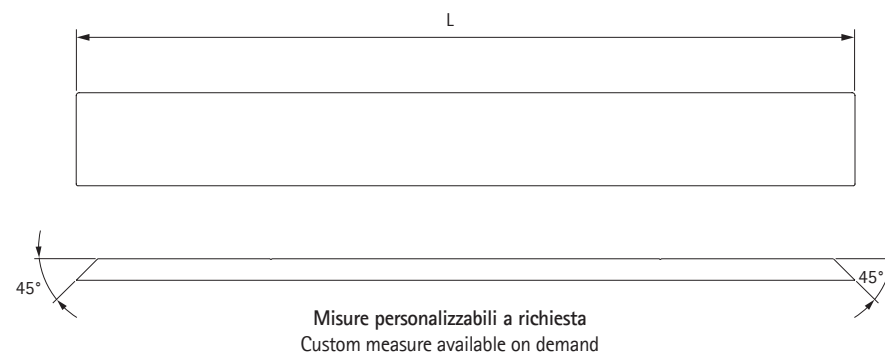 L
45°
45°
Misure personalizzabili a richiesta
Custom measure available on demand